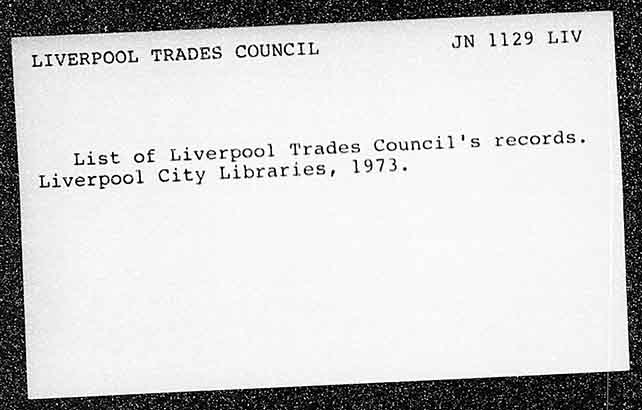 LIVERPOOL TRADES COUNCIL JN 1129 LIV
List of Liverpool Trades Council's records.
Liverpool City Libraries, 1973.